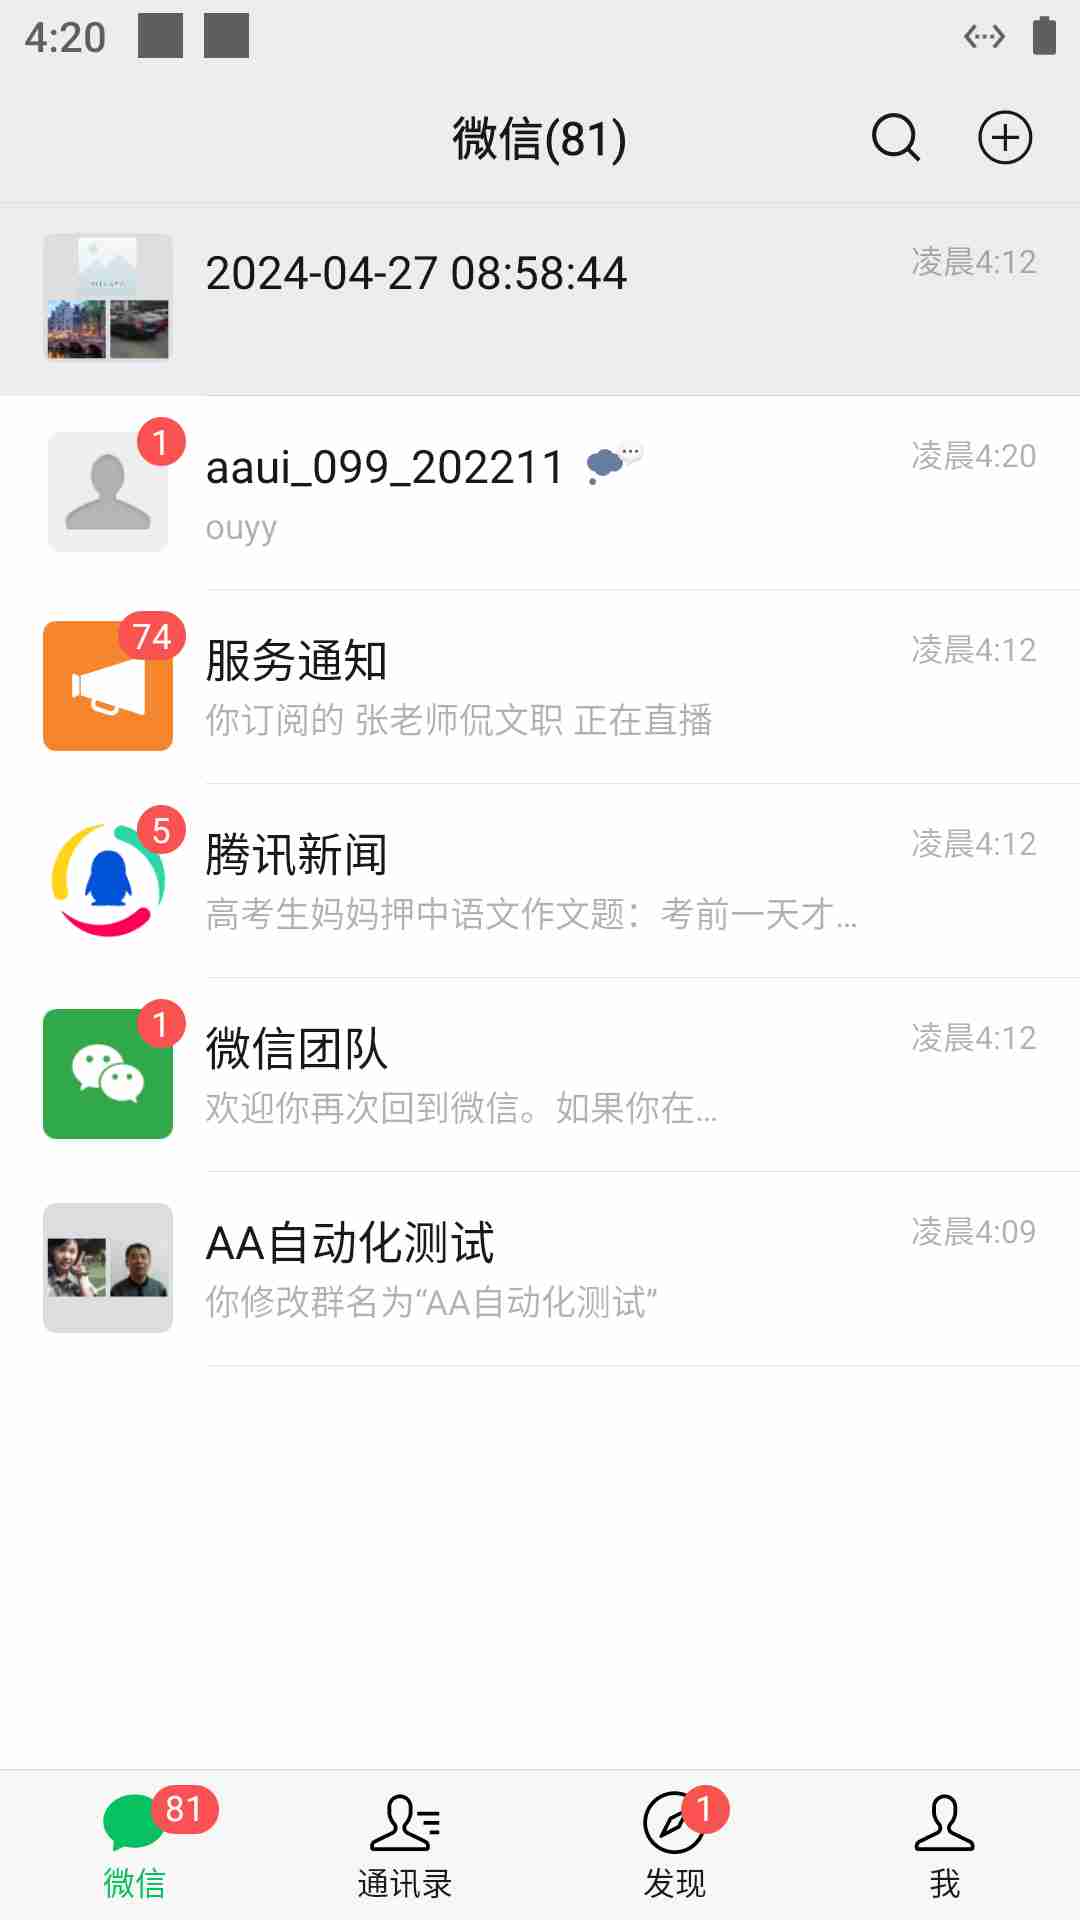 4:20
微信(81)
2024-04-27 08:58:44
凌晨4:12
1
aaui_099_202211
凌晨4:20
ouyy
74
服务通知
凌晨4:12
你订阅的 张老师侃文职 正在直播
5
腾讯新闻
凌晨4:12
高考生妈妈押中语文作文题：考前一天才...
1
微信团队
凌晨4:12
欢迎你再次回到微信。如果你在...
AA自动化测试
凌晨4:09
你修改群名为“AA自动化测试”
81
1
微信
通讯录
发现
我